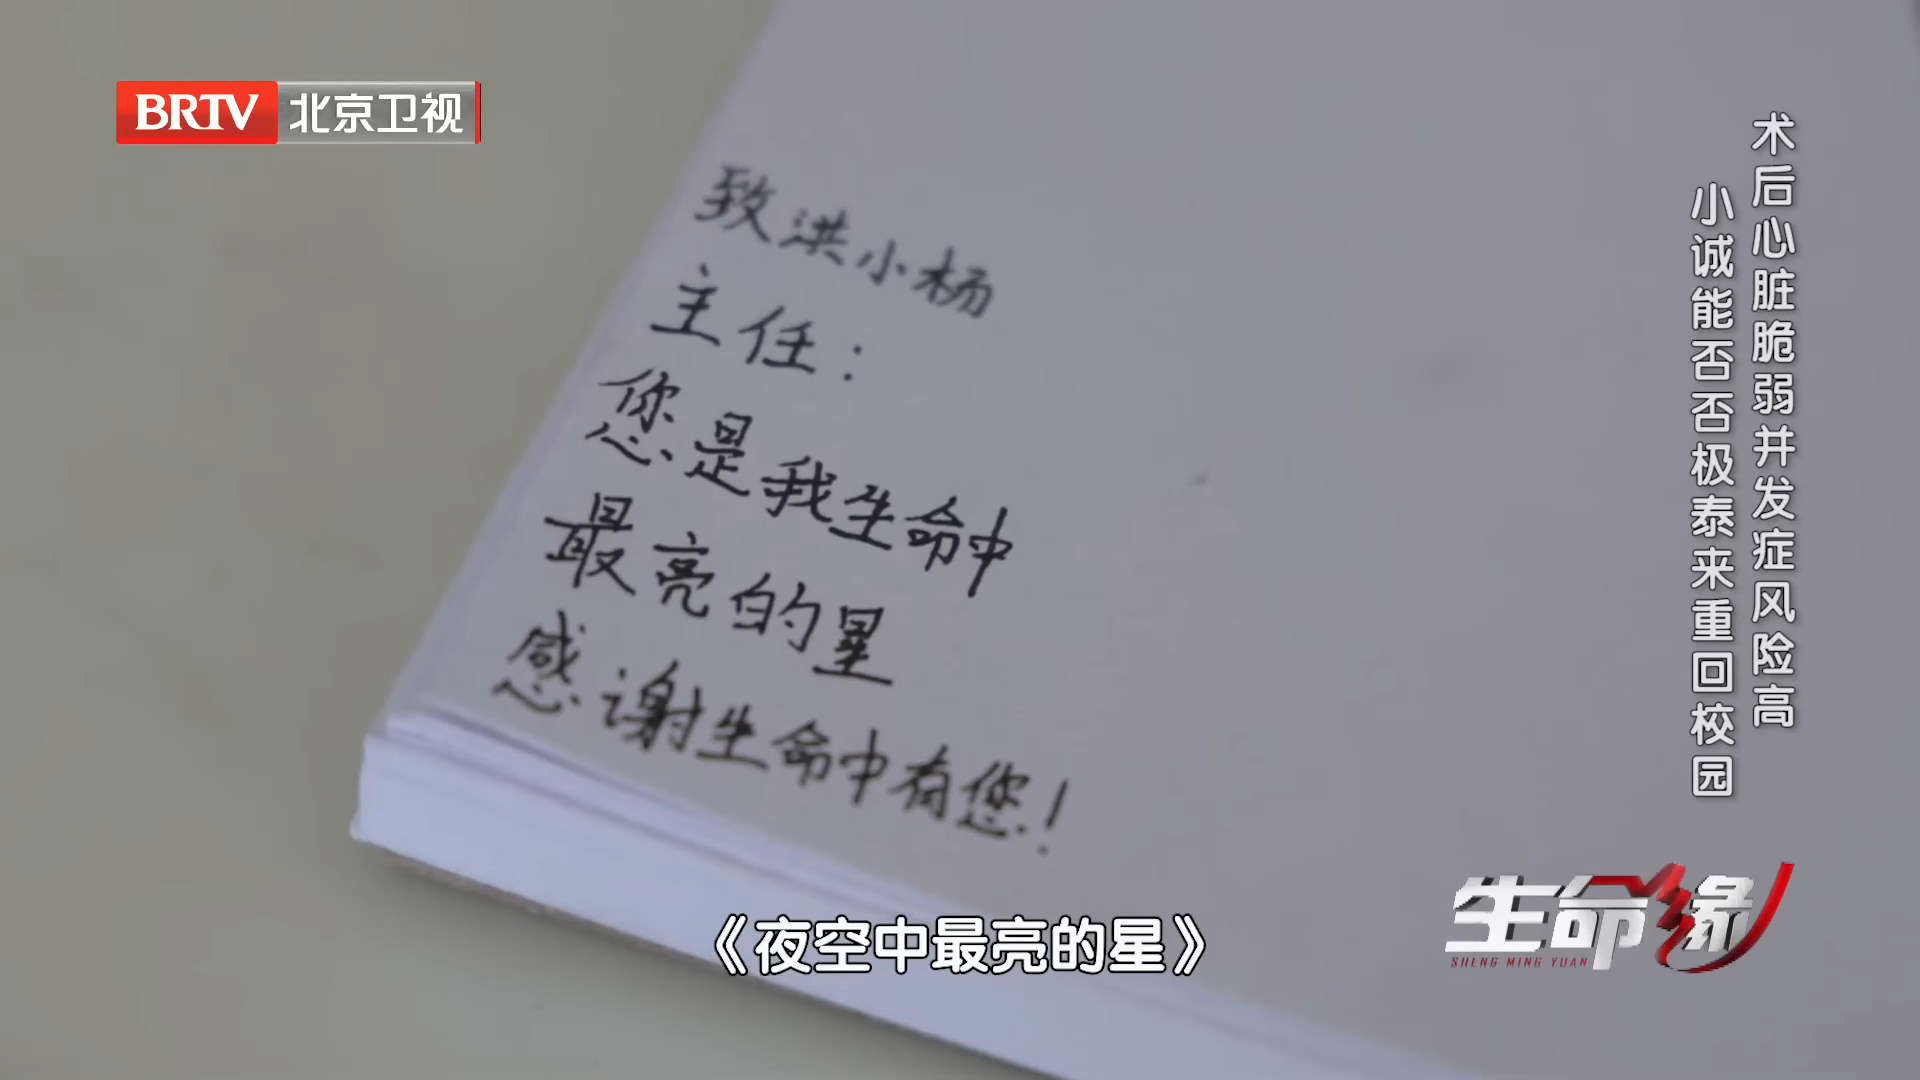 BRTV 北京卫视
术后心脏脆弱并发症风险高
小诚能否否极泰来重回校园
致洪小杨
主任：
您是我生命中
最亮的星
感谢生命中有您！
《夜空中最亮的星》
生命缘
SHENG MING YUAN